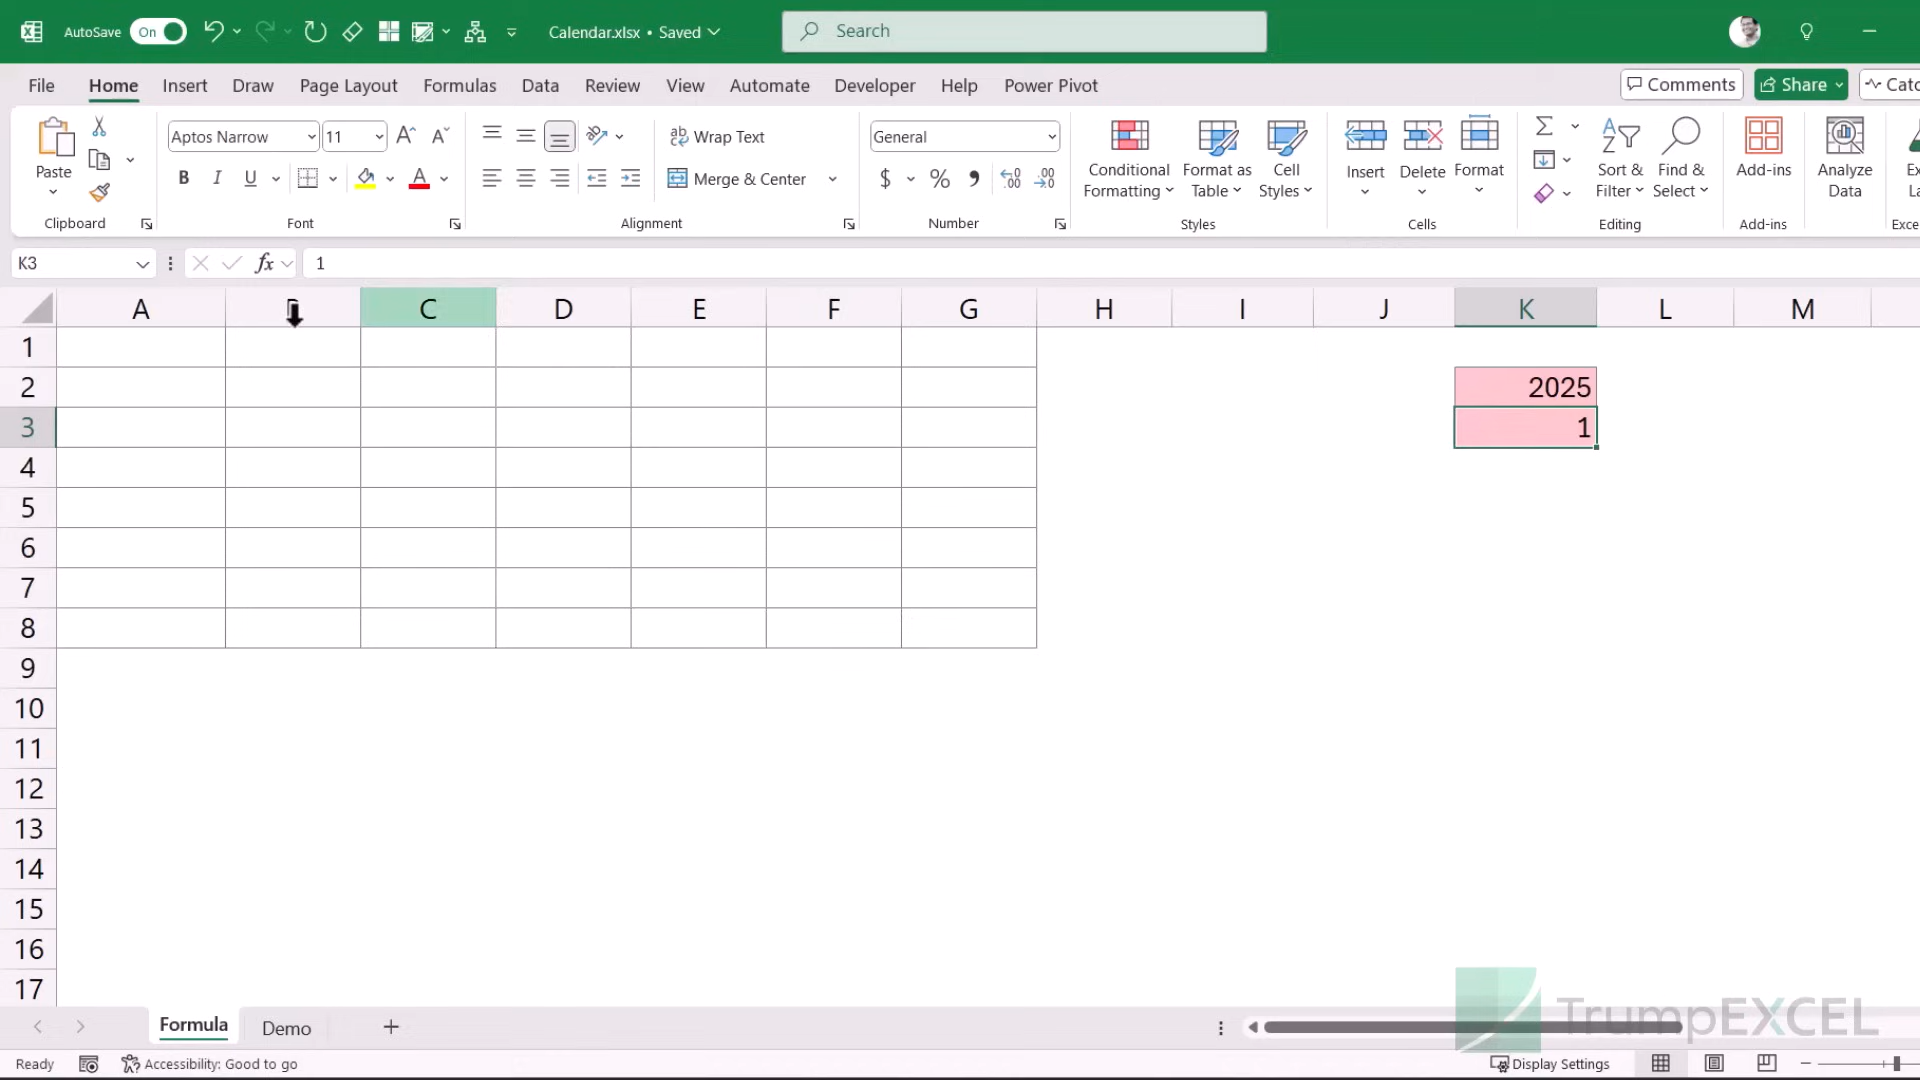 AutoSave On Calendar.xlsx • Saved Search
File Home Insert Draw Page Layout Formulas Data Review View Automate Developer Help Power Pivot Comments Share
Paste
Clipboard
Aptos Narrow 11
B I U
Font
Wrap Text
Merge & Center
Alignment
General
$ % ,
Number
Conditional Formatting
Format as Table
Cell Styles
Styles
Insert
Delete
Format
Cells
Sort & Filter
Find & Select
Editing
Add-ins
Add-ins
Analyze Data
K3 fx 1
A C D E F G H I J K L M
1
2 2025
3 1
4
5
6
7
8
9
10
11
12
13
14
15
16
17
TrumpEXCEL
Formula Demo
Ready Accessibility: Good to go Display Settings